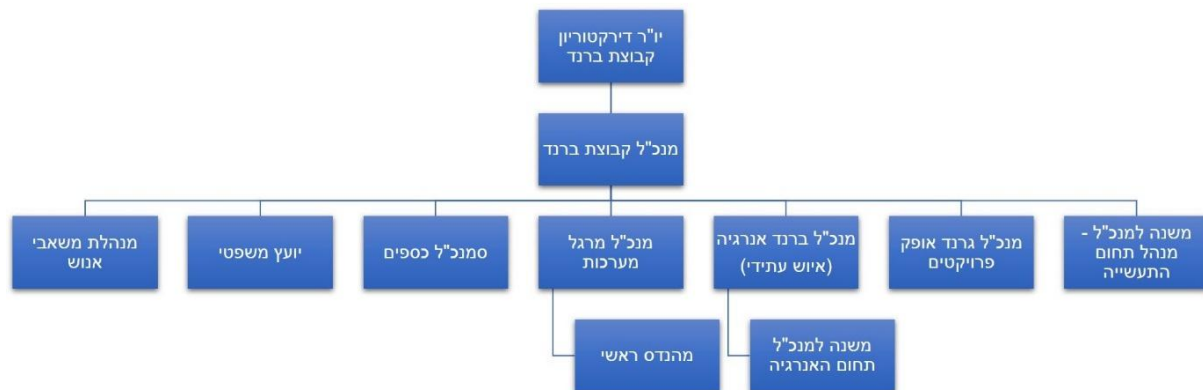 יו"ר דירקטוריון
קבוצת ברנד
מנכ"ל קבוצת ברנד
משנה למנכ"ל -
מנהל תחום
התעשייה
מנכ"ל גרנד אופק
פרויקטים
מנכ"ל ברנד אנרגיה
(איוש עתידי)
מנכ"ל מרגל
מערכות
סמנכ"ל כספים
יועץ משפטי
מנהלת משאבי
אנוש
משנה למנכ"ל
תחום האנרגיה
מהנדס ראשי